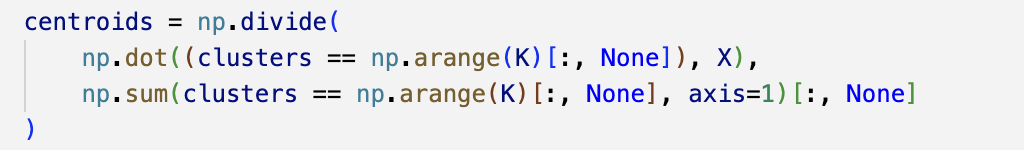 centroids = np.divide(
    np.dot((clusters == np.arange(K)[:, None]), X),
    np.sum(clusters == np.arange(K)[:, None], axis=1)[:, None]
)